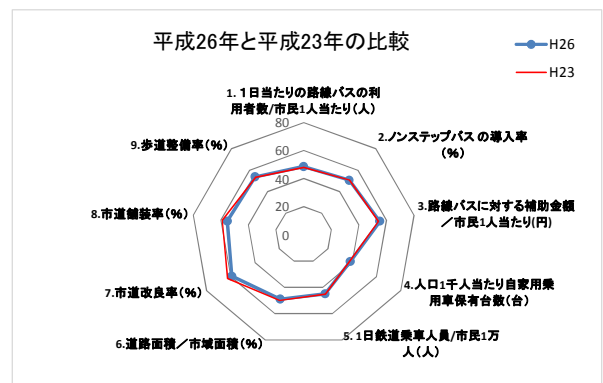 平成26年と平成23年の比較
H26
H23
1. 1日当たりの路線バスの利
用者数/市民1人当たり(人)
2.ノンステップバス の導入率
(%)
3.路線バスに対する補助金額
/市民1人当たり(円)
4.人口1千人当たり自家用乗
用車保有台数(台)
5. 1日鉄道乗車人員/市民1万
人(人)
6.道路面積/市域面積(%)
7.市道改良率(%)
8.市道舗装率(%)
9.歩道整備率(%)
80
60
40
20
0